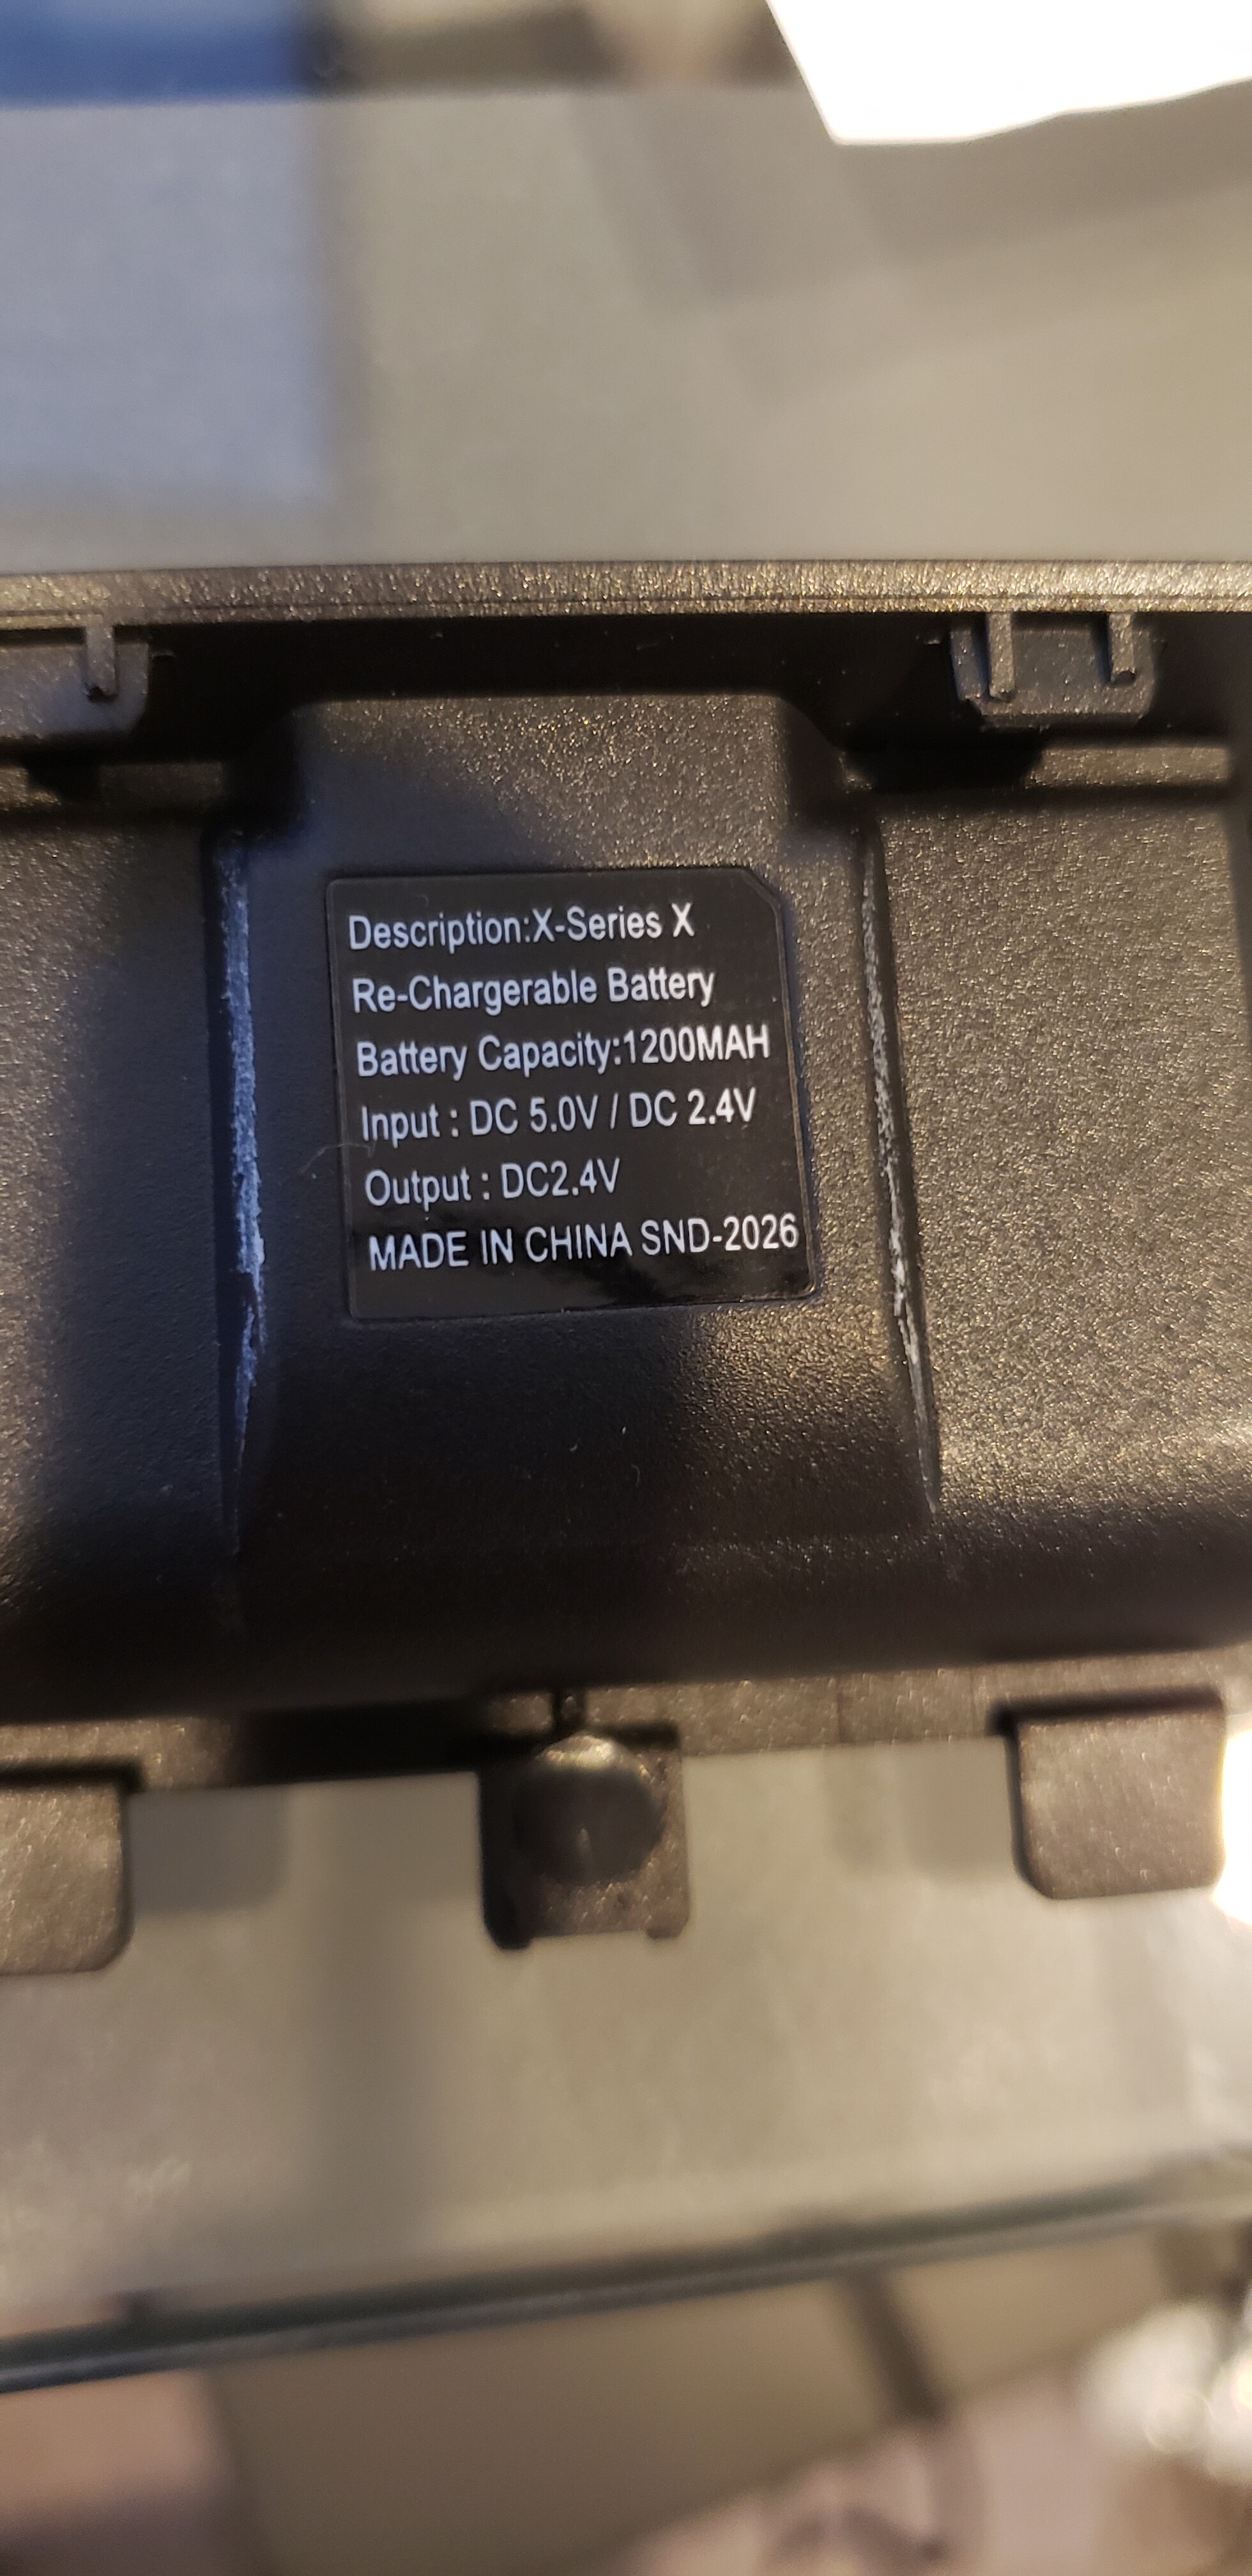 Description:X-Series X
Re-Chargerable Battery
Battery Capacity:1200MAH
Input : DC 5.0V / DC 2.4V
Output : DC2.4V
MADE IN CHINA SND-2026